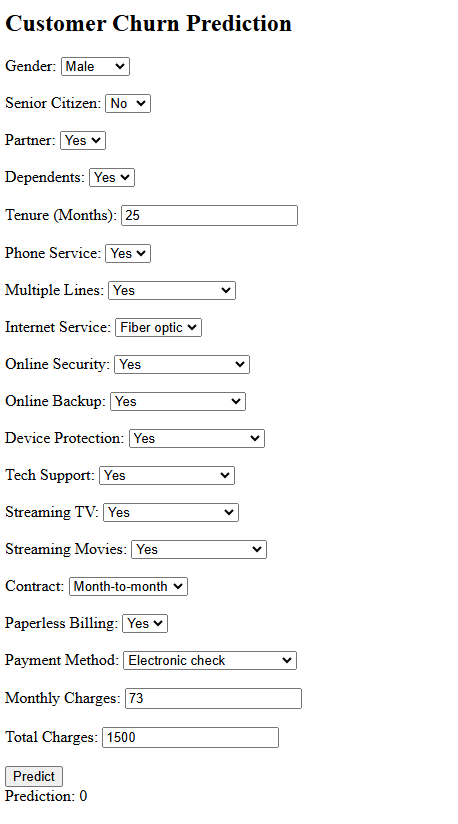 Customer Churn Prediction
Gender: Male
Senior Citizen: No
Partner: Yes
Dependents: Yes
Tenure (Months): 25
Phone Service: Yes
Multiple Lines: Yes
Internet Service: Fiber optic
Online Security: Yes
Online Backup: Yes
Device Protection: Yes
Tech Support: Yes
Streaming TV: Yes
Streaming Movies: Yes
Contract: Month-to-month
Paperless Billing: Yes
Payment Method: Electronic check
Monthly Charges: 73
Total Charges: 1500
Predict
Prediction: 0